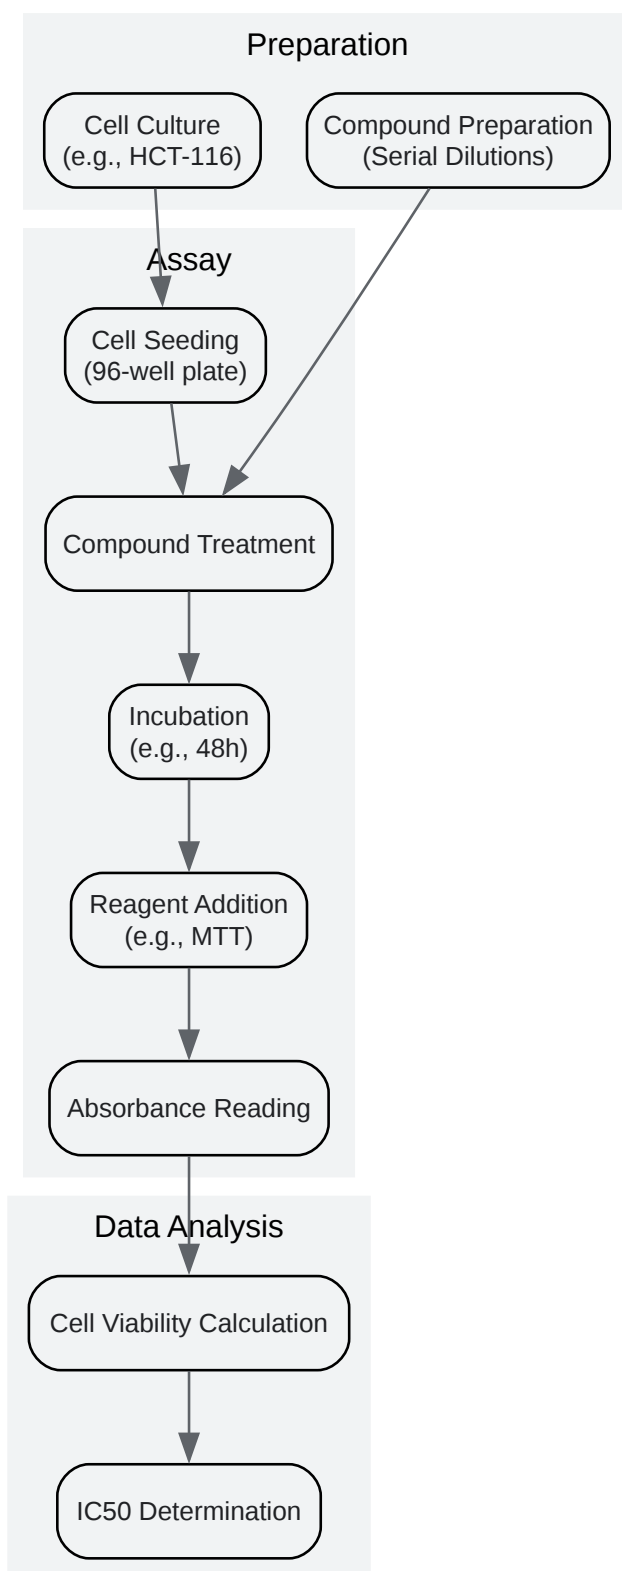 Preparation
Cell Culture
(e.g., HCT-116)
Compound Preparation
(Serial Dilutions)
Assay
Cell Seeding
(96-well plate)
Compound Treatment
Incubation
(e.g., 48h)
Reagent Addition
(e.g., MTT)
Absorbance Reading
Data Analysis
Cell Viability Calculation
IC50 Determination